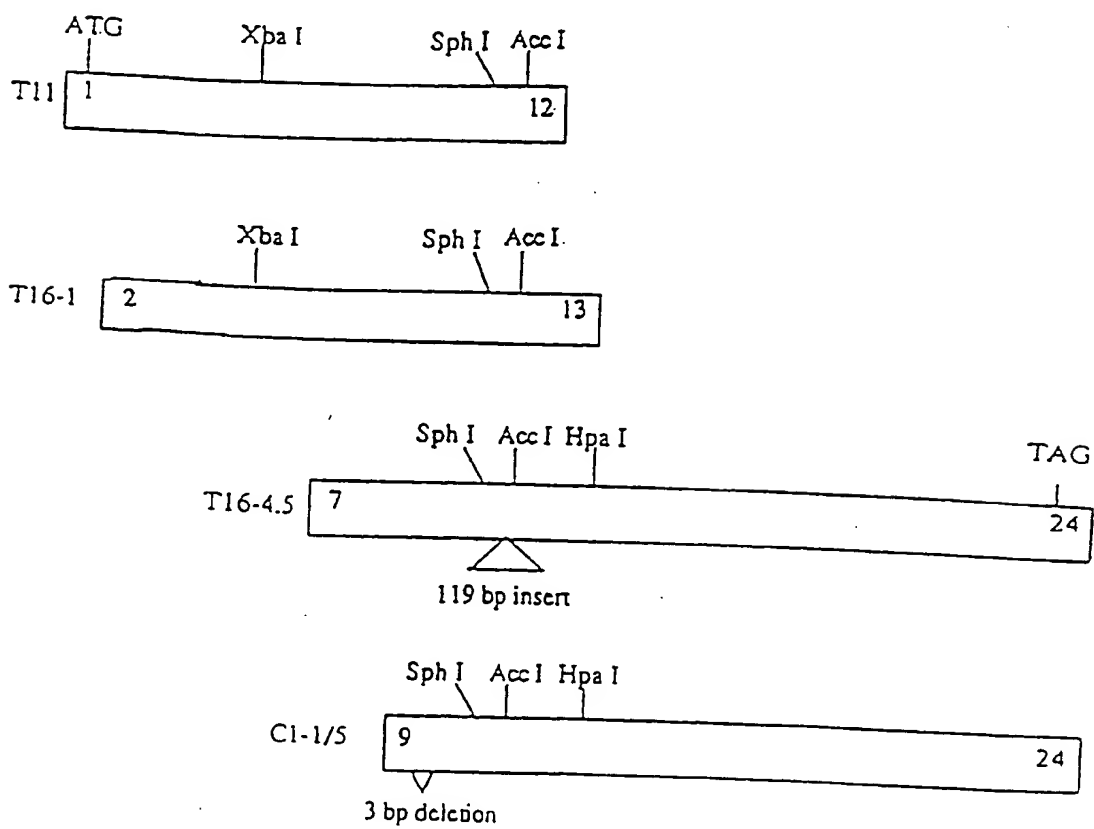 ATG Xba I Sph I Acc I
T11 1 12
Xba I Sph I Acc I
T16-1 2 13
Sph I Acc I Hpa I TAG
T16-4.5 7 24
119 bp insert
Sph I Acc I Hpa I
C1-1/5 9 24
3 bp deletion